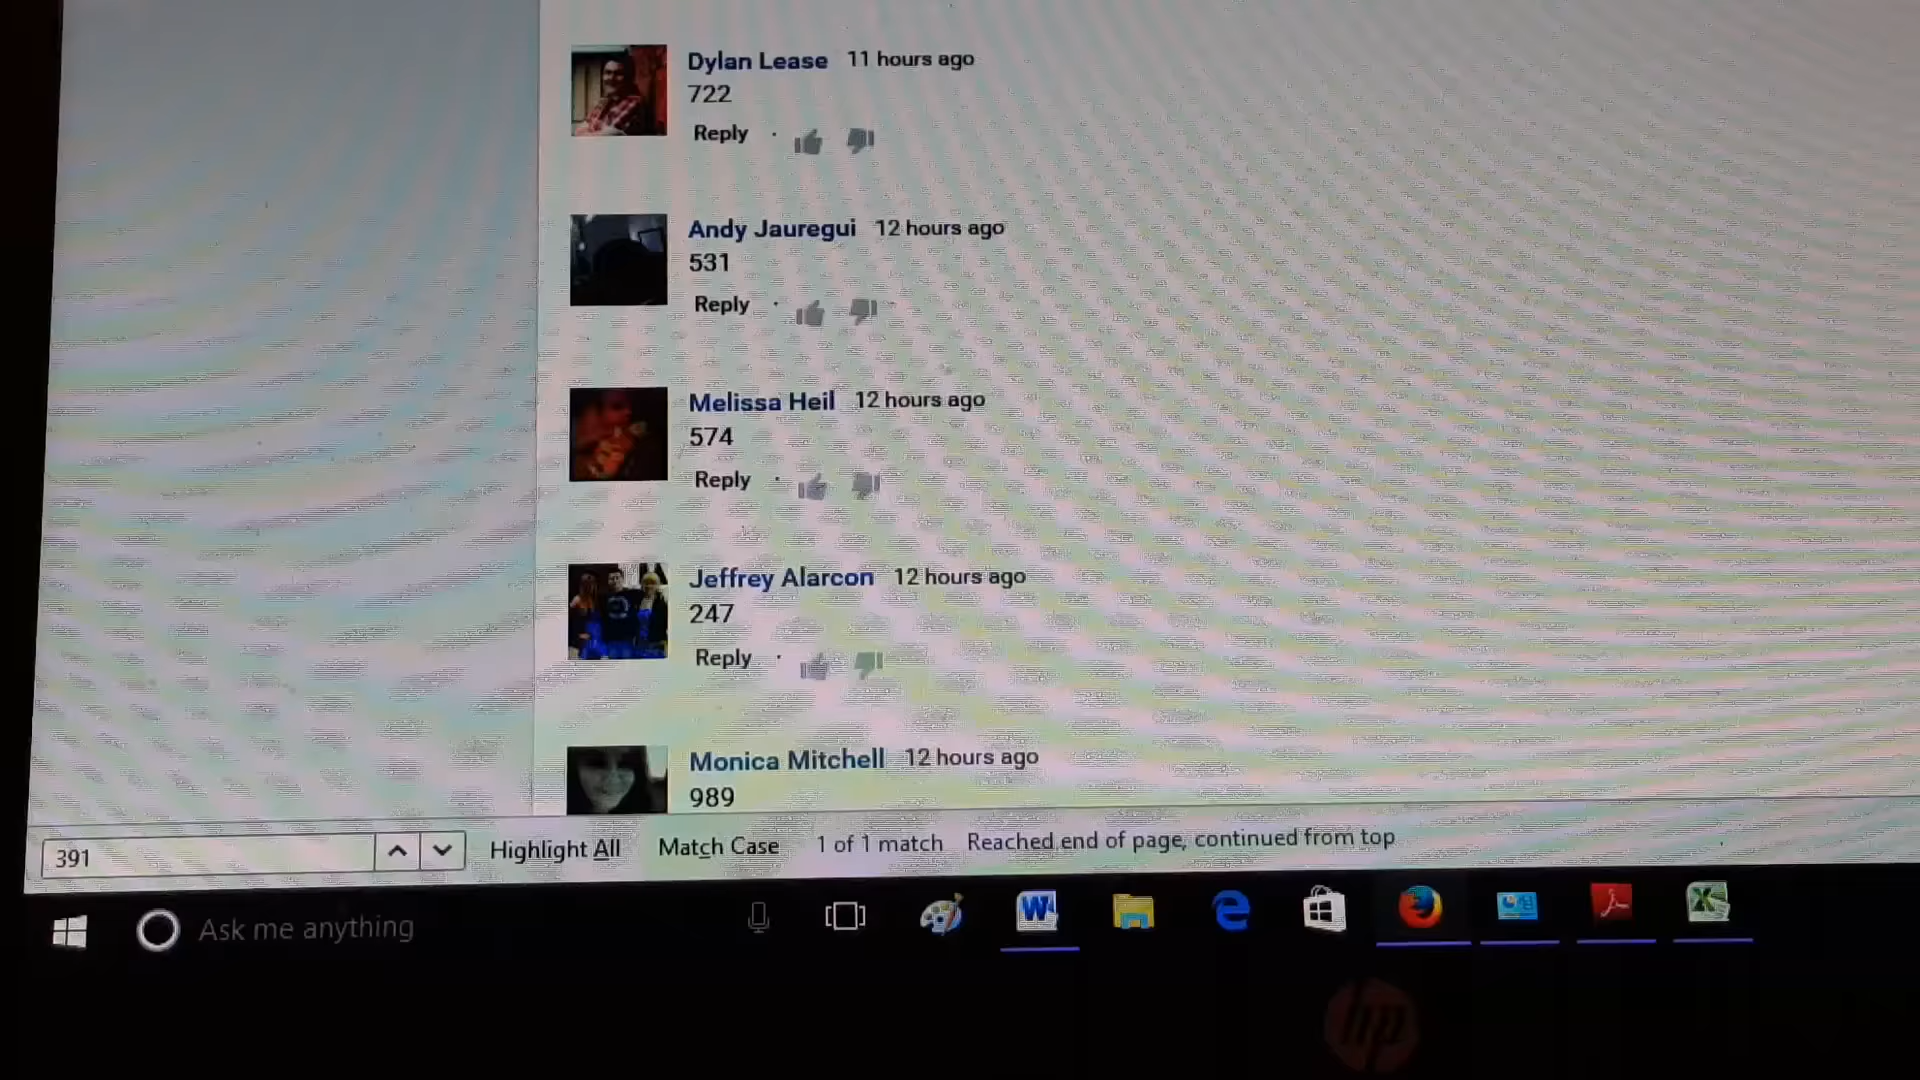 Dylan Lease 11 hours ago
722
Reply
Andy Jauregui 12 hours ago
531
Reply
Melissa Heil 12 hours ago
574
Reply
Jeffrey Alarcon 12 hours ago
247
Reply
Monica Mitchell 12 hours ago
989
391 Highlight All Match Case 1 of 1 match Reached end of page, continued from top
Ask me anything
hp